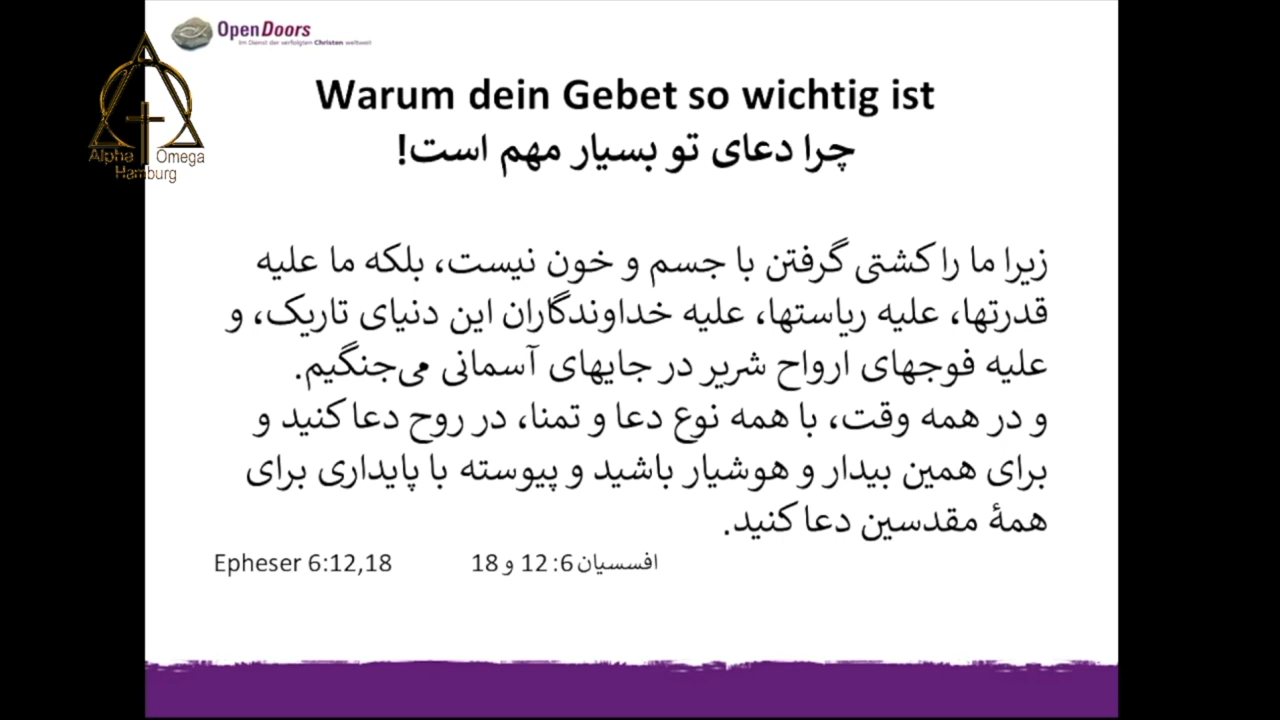 OpenDoors
Im Dienst der verfolgten Christen weltweit
Alpha Omega
Hamburg
Warum dein Gebet so wichtig ist
چرا دعای تو بسیار مهم است!
زیرا ما را کشتی گرفتن با جسم و خون نیست، بلکه ما علیه
قدرتها، علیه ریاستها، علیه خداوندگاران این دنیای تاریک، و
علیه فوجهای ارواح شریر در جایهای آسمانی می‌جنگیم.
و در همه وقت، با همه نوع دعا و تمنا، در روح دعا کنید و
برای همین بیدار و هوشیار باشید و پیوسته با پایداری برای
همۀ مقدسین دعا کنید.
Epheser 6:12,18 افسسیان 6: 12 و 18